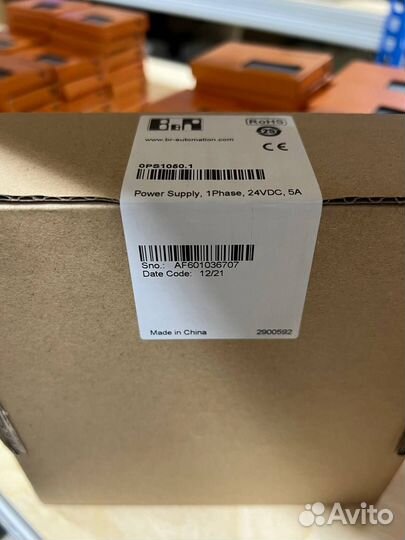 B&R
RoHS
www.br-automation.com
CE
0PS1050.1
Power Supply, 1Phase, 24VDC, 5A
Sno.: AF601036707
Date Code: 12/21
Made in China
2900592
Avito